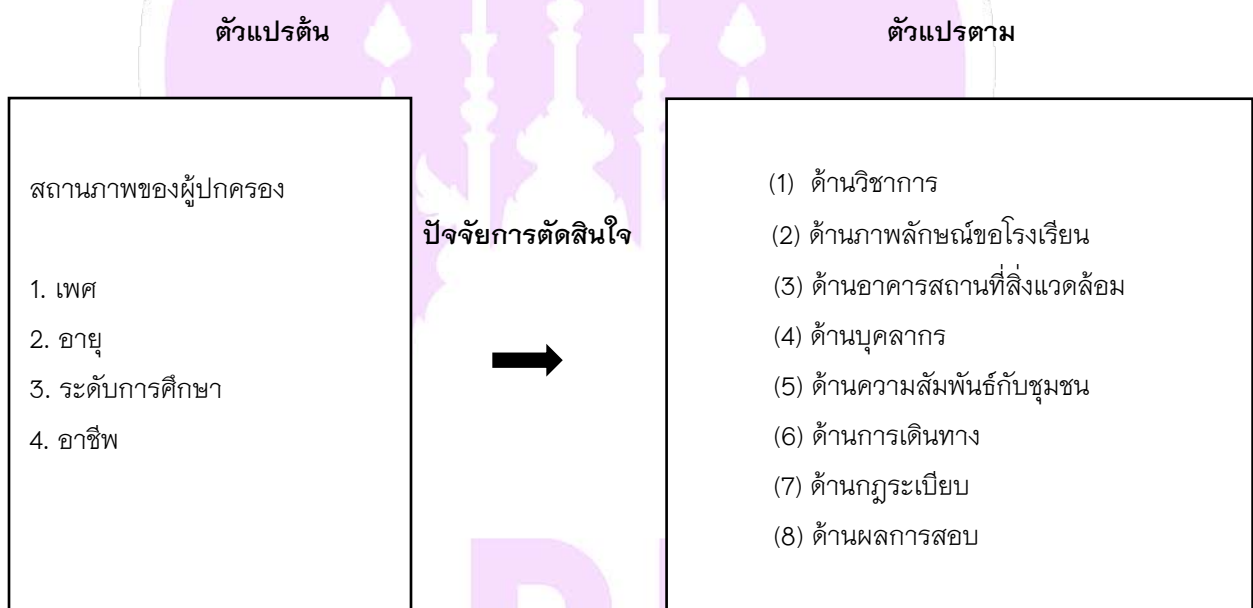 ตัวแปรต้น
ตัวแปรตาม
สถานภาพของผู้ปกครอง
1. เพศ
2. อายุ
3. ระดับการศึกษา
4. อาชีพ
ปัจจัยการตัดสินใจ
(1) ด้านวิชาการ
(2) ด้านภาพลักษณ์ขอโรงเรียน
(3) ด้านอาคารสถานที่สิ่งแวดล้อม
(4) ด้านบุคลากร
(5) ด้านความสัมพันธ์กับชุมชน
(6) ด้านการเดินทาง
(7) ด้านกฎระเบียบ
(8) ด้านผลการสอบ